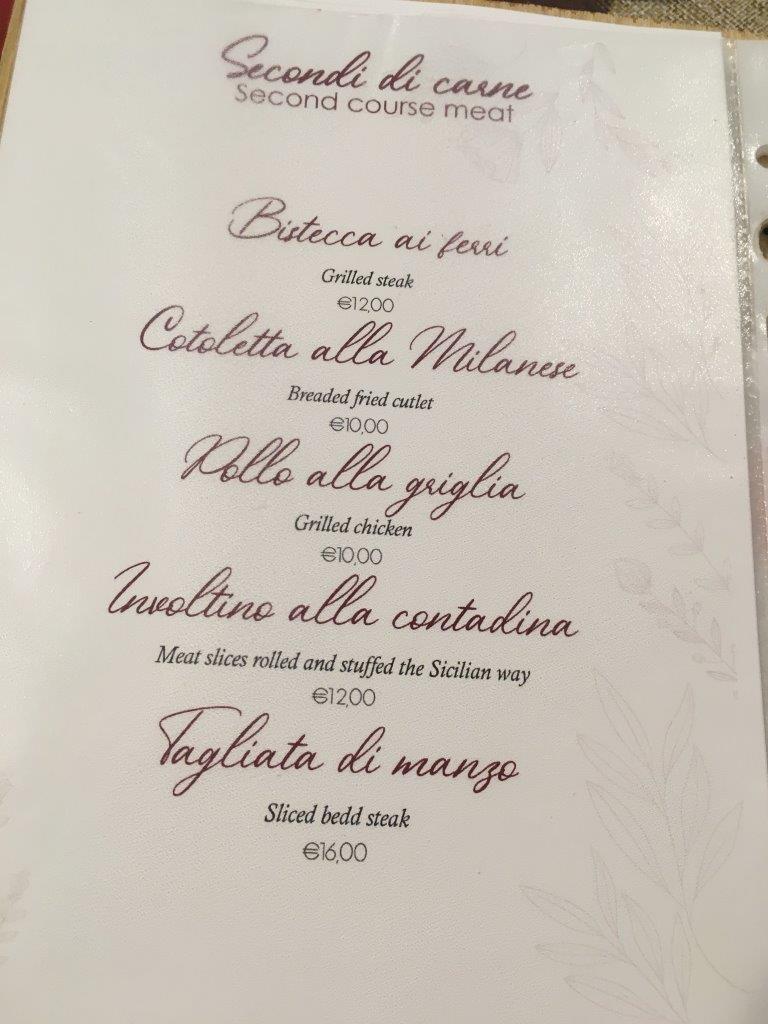 Secondi di carne
Second course meat
Bistecca ai ferri
Grilled steak
€12,00
Cotoletta alla Milanese
Breaded fried cutlet
€10,00
Pollo alla griglia
Grilled chicken
€10,00
Involtino alla contadina
Meat slices rolled and stuffed the Sicilian way
€12,00
Tagliata di manzo
Sliced bedd steak
€16,00